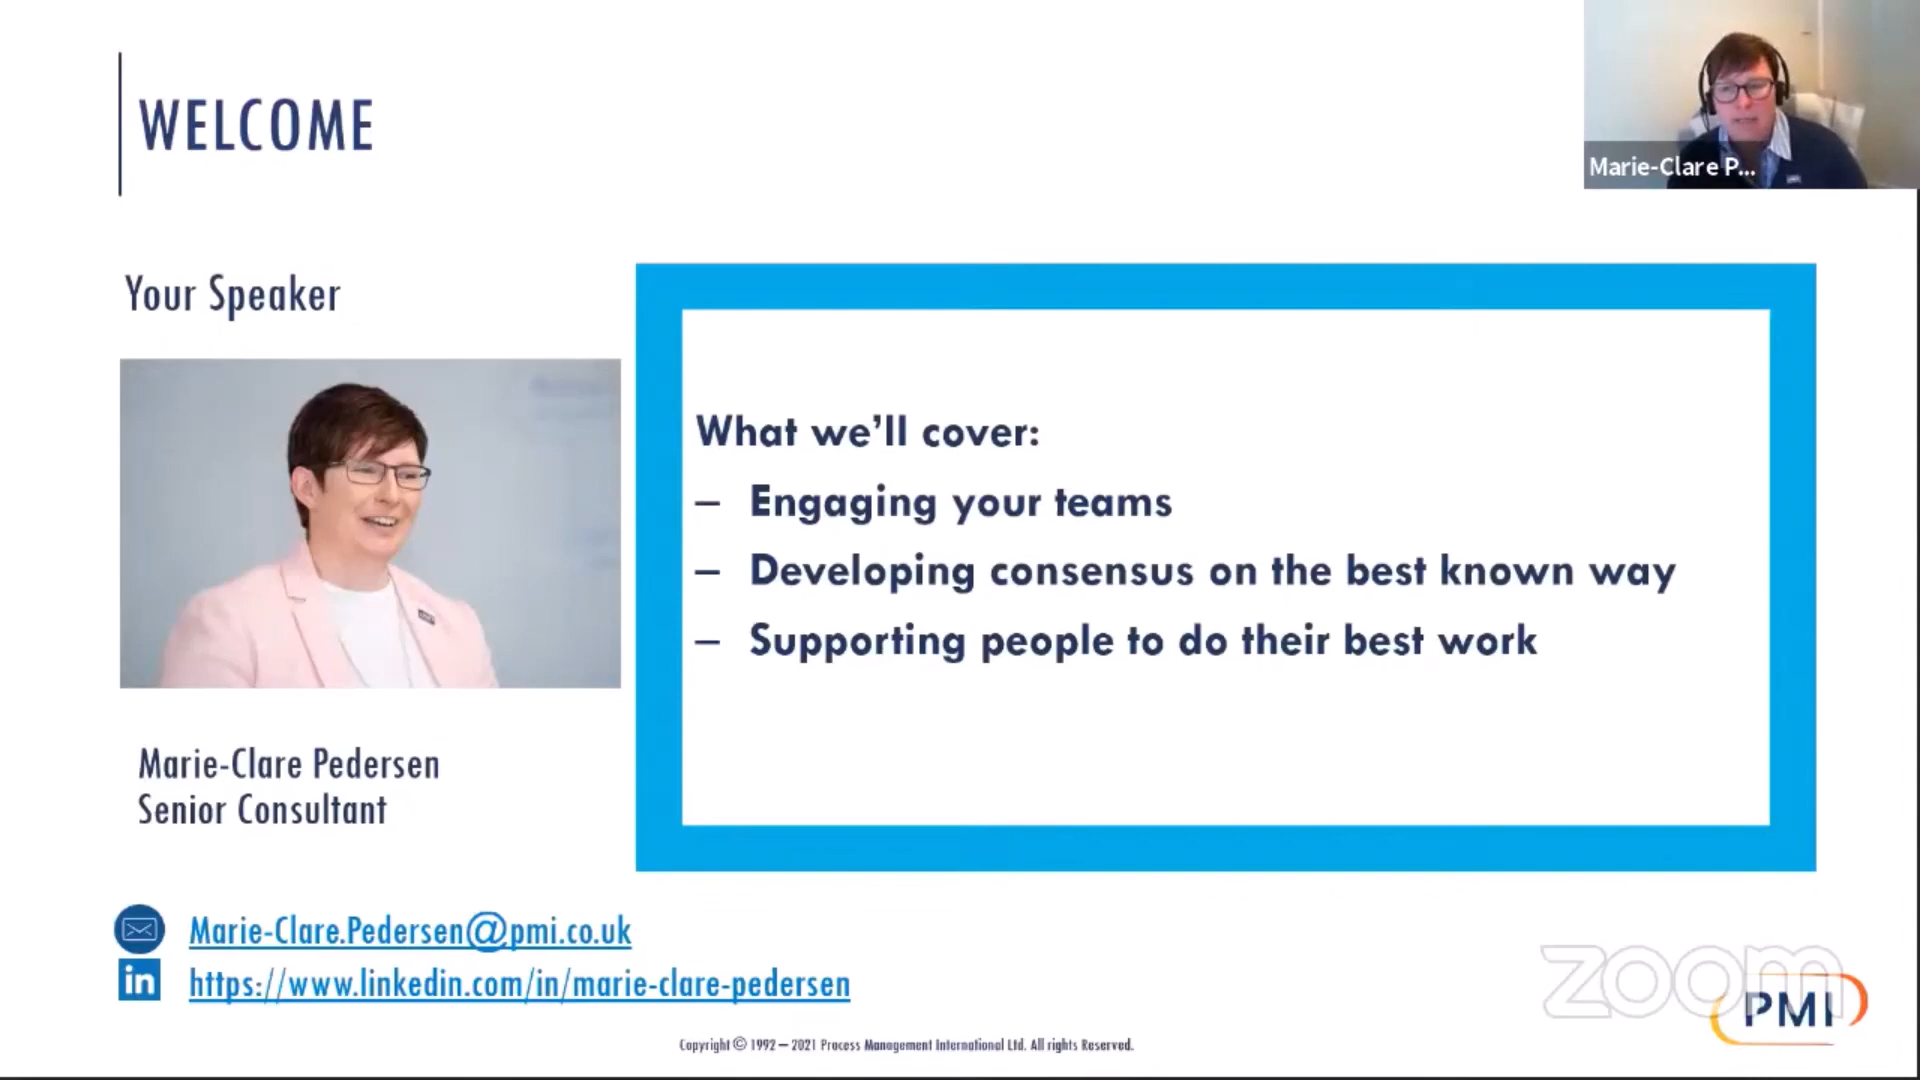 WELCOME
Marie-Clare P...
Your Speaker
What we’ll cover:
– Engaging your teams
– Developing consensus on the best known way
– Supporting people to do their best work
Marie-Clare Pedersen
Senior Consultant
Marie-Clare.Pedersen@pmi.co.uk
in https://www.linkedin.com/in/marie-clare-pedersen
zoom
PMI
Copyright © 1992 – 2021 Process Management International Ltd. All rights Reserved.